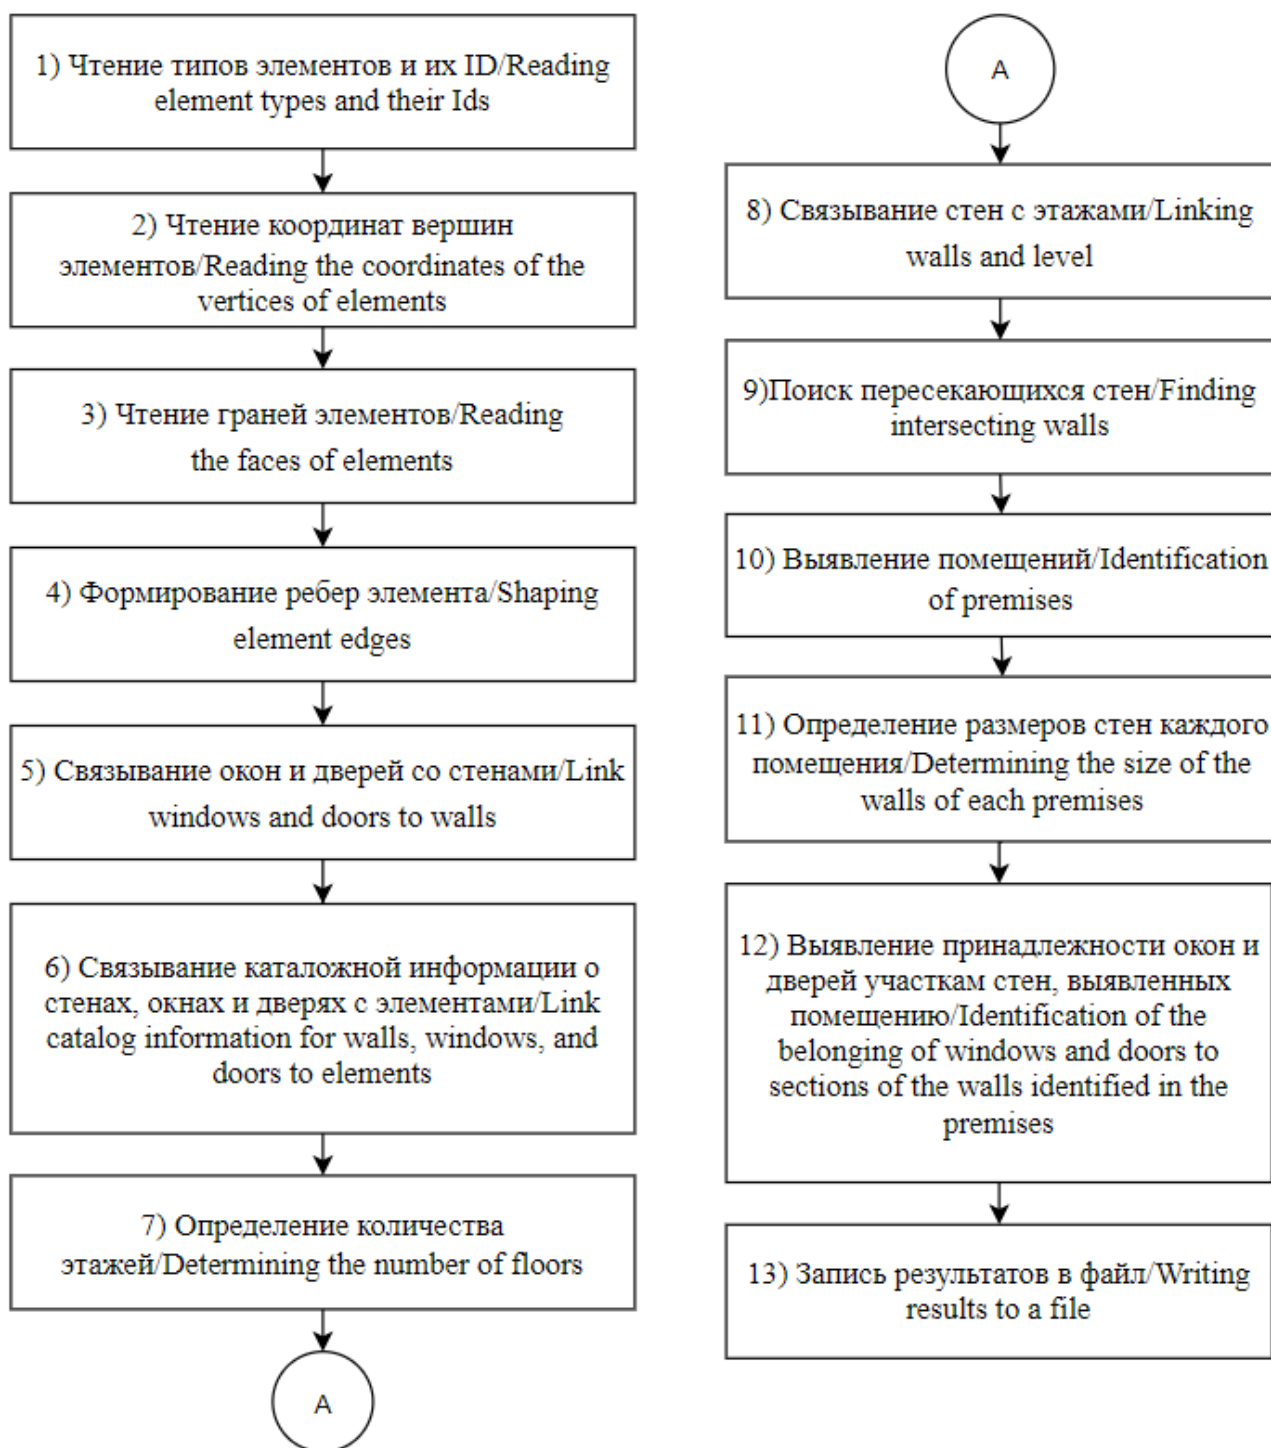 1) Чтение типов элементов и их ID/Reading
element types and their Ids
2) Чтение координат вершин
элементов/Reading the coordinates of the
vertices of elements
3) Чтение граней элементов/Reading
the faces of elements
4) Формирование ребер элемента/Shaping
element edges
5) Связывание окон и дверей со стенами/Link
windows and doors to walls
6) Связывание каталожной информации о
стенах, окнах и дверях с элементами/Link
catalog information for walls, windows, and
doors to elements
7) Определение количества
этажей/Determining the number of floors
A
A
8) Связывание стен с этажами/Linking
walls and level
9)Поиск пересекающихся стен/Finding
intersecting walls
10) Выявление помещений/Identification
of premises
11) Определение размеров стен каждого
помещения/Determining the size of the
walls of each premises
12) Выявление принадлежности окон и
дверей участкам стен, выявленных
помещению/Identification of the
belonging of windows and doors to
sections of the walls identified in the
premises
13) Запись результатов в файл/Writing
results to a file